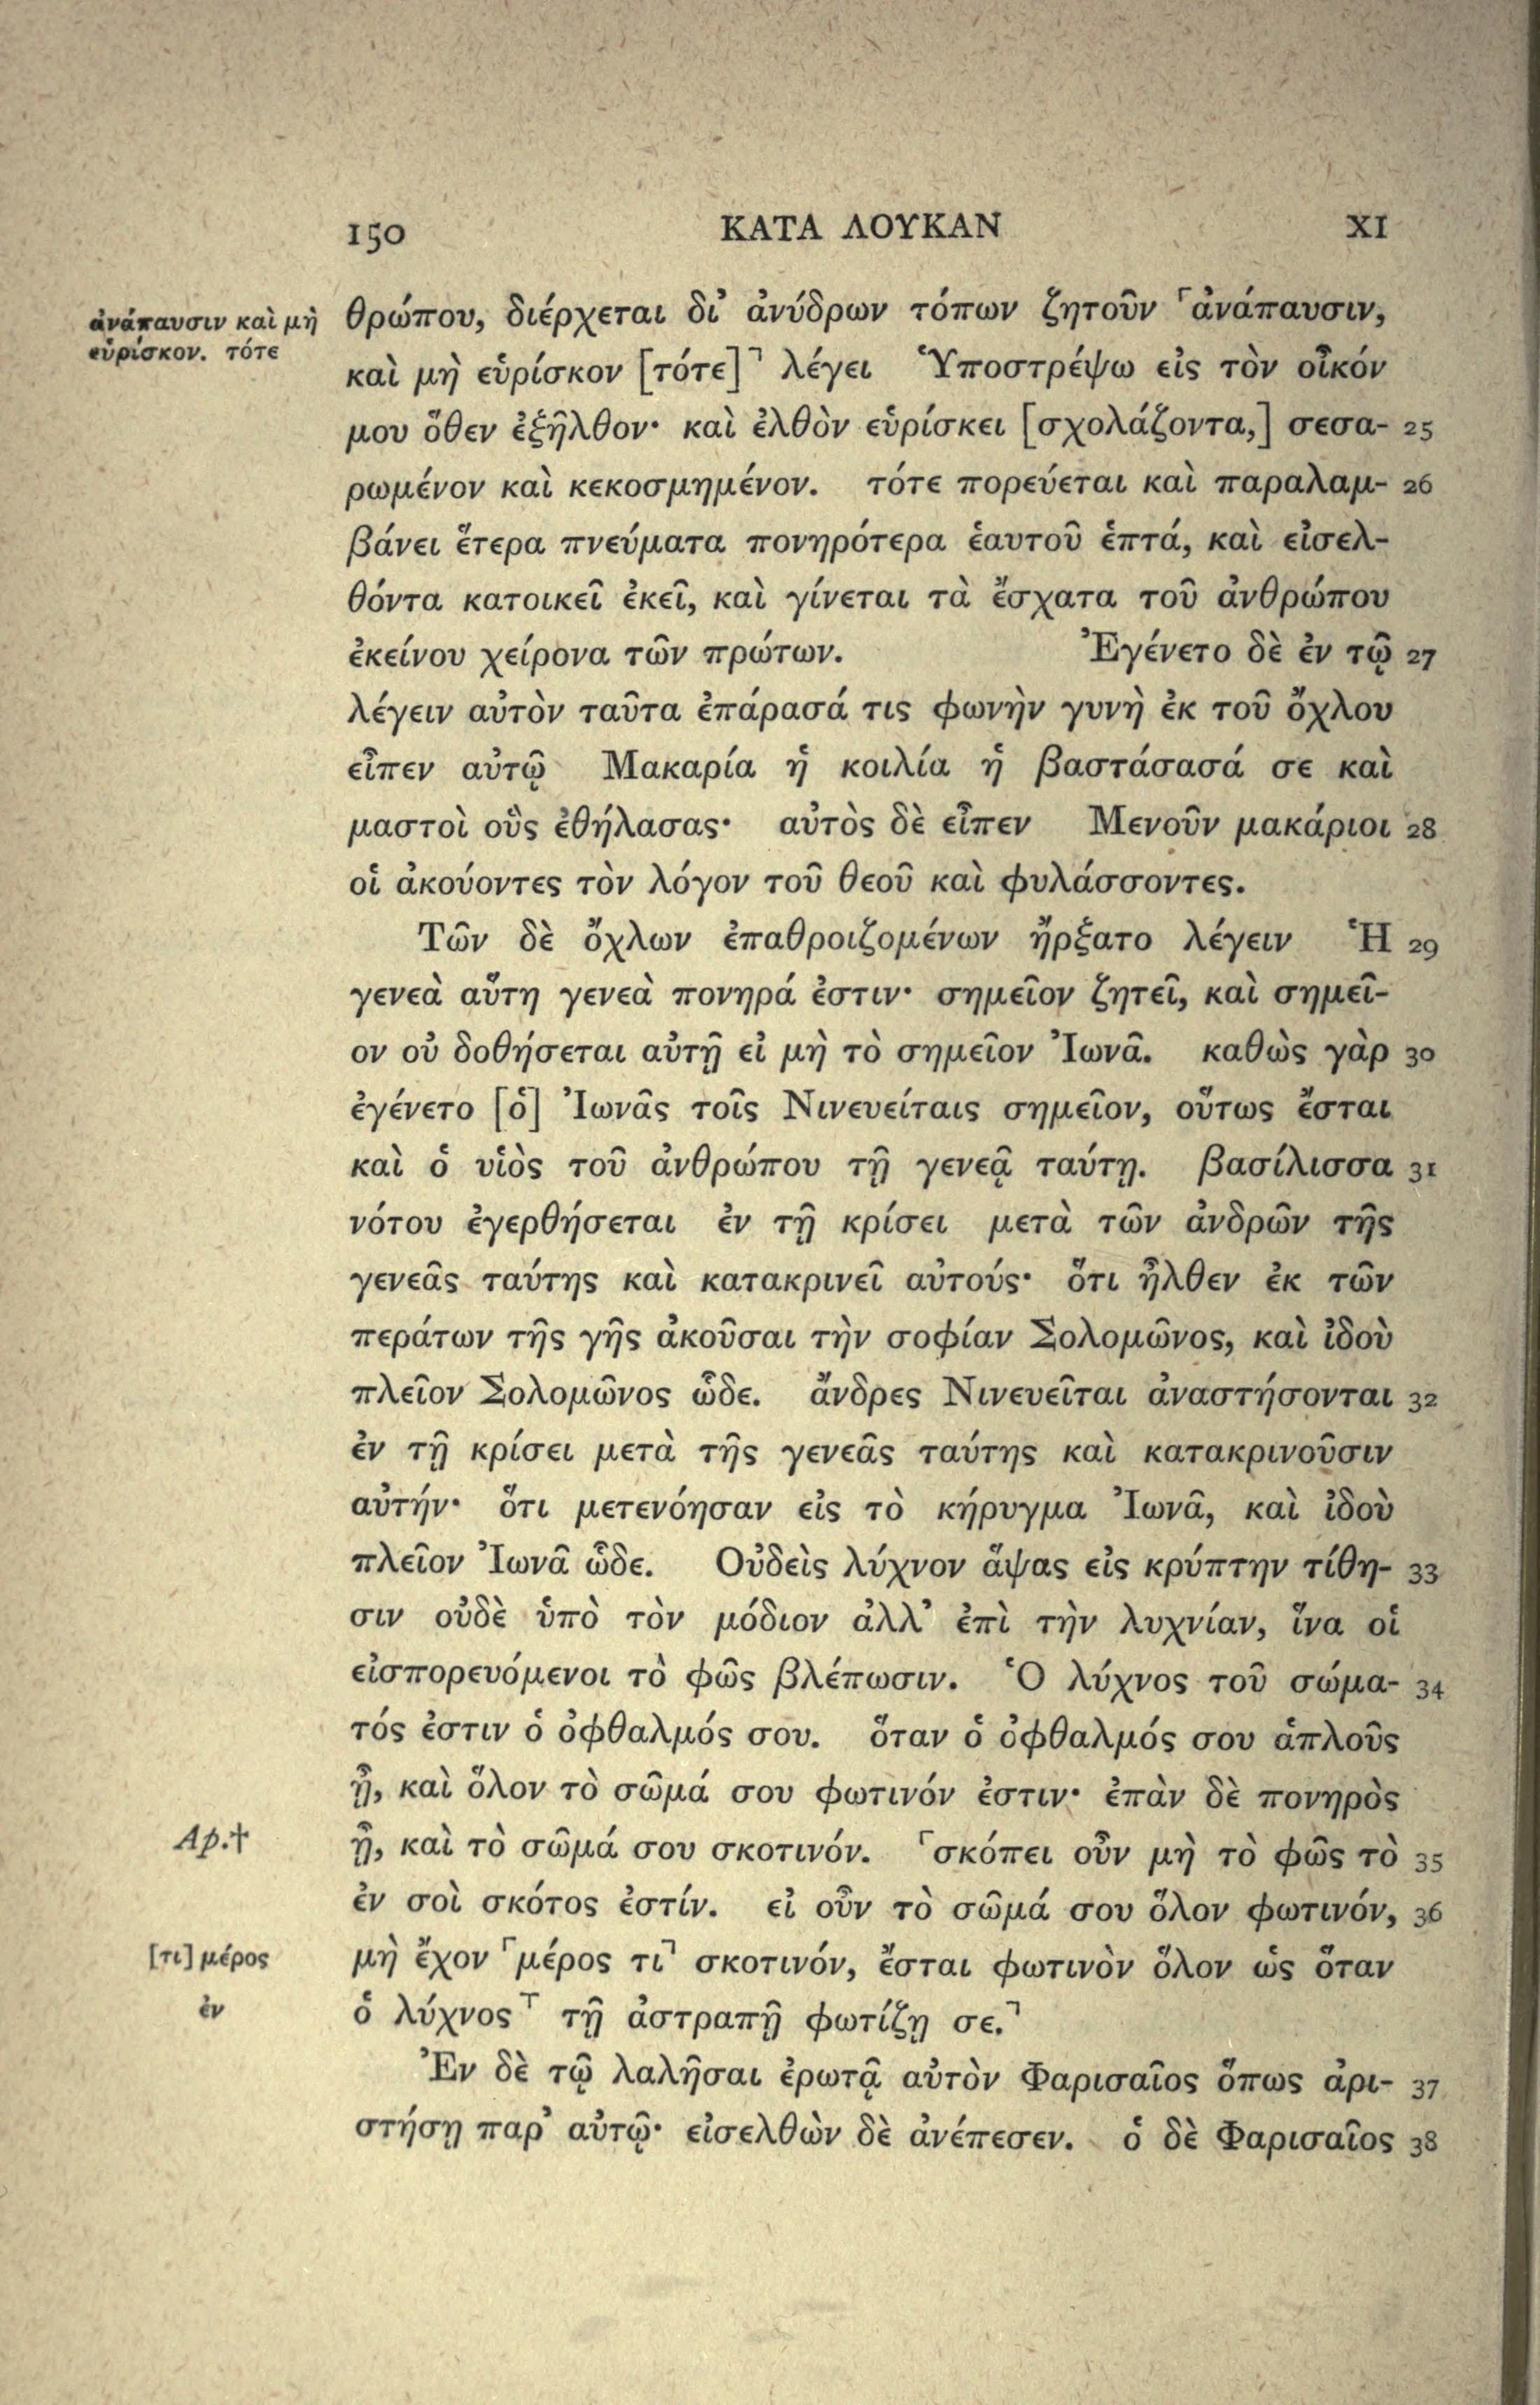 150 ΚΑΤΑ ΛΟΥΚΑΝ XI
ἀνάπαυσιν καὶ μὴ
εὑρίσκον. τότε
θρώπου, διέρχεται δι᾽ ἀνύδρων τόπων ζητοῦν ⸢ἀνάπαυσιν,
καὶ μὴ εὑρίσκον [τότε]⸣ λέγει Ὑποστρέψω εἰς τὸν οἶκόν
μου ὅθεν ἐξῆλθον· καὶ ἐλθὸν εὑρίσκει [σχολάζοντα,] σεσα- 25
ρωμένον καὶ κεκοσμημένον. τότε πορεύεται καὶ παραλαμ- 26
βάνει ἕτερα πνεύματα πονηρότερα ἑαυτοῦ ἑπτά, καὶ εἰσελ-
θόντα κατοικεῖ ἐκεῖ, καὶ γίνεται τὰ ἔσχατα τοῦ ἀνθρώπου
ἐκείνου χείρονα τῶν πρώτων. Ἐγένετο δὲ ἐν τῷ 27
λέγειν αὐτὸν ταῦτα ἐπάρασά τις φωνὴν γυνὴ ἐκ τοῦ ὄχλου
εἶπεν αὐτῷ Μακαρία ἡ κοιλία ἡ βαστάσασά σε καὶ
μαστοὶ οὓς ἐθήλασας· αὐτὸς δὲ εἶπεν Μενοῦν μακάριοι 28
οἱ ἀκούοντες τὸν λόγον τοῦ θεοῦ καὶ φυλάσσοντες.
Τῶν δὲ ὄχλων ἐπαθροιζομένων ἤρξατο λέγειν Ἡ 29
γενεὰ αὕτη γενεὰ πονηρά ἐστιν· σημεῖον ζητεῖ, καὶ σημεῖ-
ον οὐ δοθήσεται αὐτῇ εἰ μὴ τὸ σημεῖον Ἰωνᾶ. καθὼς γὰρ 30
ἐγένετο [ὁ] Ἰωνᾶς τοῖς Νινευείταις σημεῖον, οὕτως ἔσται
καὶ ὁ υἱὸς τοῦ ἀνθρώπου τῇ γενεᾷ ταύτῃ. βασίλισσα 31
νότου ἐγερθήσεται ἐν τῇ κρίσει μετὰ τῶν ἀνδρῶν τῆς
γενεᾶς ταύτης καὶ κατακρινεῖ αὐτούς· ὅτι ἦλθεν ἐκ τῶν
περάτων τῆς γῆς ἀκοῦσαι τὴν σοφίαν Σολομῶνος, καὶ ἰδοὺ
πλεῖον Σολομῶνος ὧδε. ἄνδρες Νινευεῖται ἀναστήσονται 32
ἐν τῇ κρίσει μετὰ τῆς γενεᾶς ταύτης καὶ κατακρινοῦσιν
αὐτήν· ὅτι μετενόησαν εἰς τὸ κήρυγμα Ἰωνᾶ, καὶ ἰδοὺ
πλεῖον Ἰωνᾶ ὧδε. Οὐδεὶς λύχνον ἅψας εἰς κρύπτην τίθη- 33
σιν οὐδὲ ὑπὸ τὸν μόδιον ἀλλ᾽ ἐπὶ τὴν λυχνίαν, ἵνα οἱ
εἰσπορευόμενοι τὸ φῶς βλέπωσιν. Ὁ λύχνος τοῦ σώμα- 34
τός ἐστιν ὁ ὀφθαλμός σου. ὅταν ὁ ὀφθαλμός σου ἁπλοῦς
ᾖ, καὶ ὅλον τὸ σῶμά σου φωτινόν ἐστιν· ἐπὰν δὲ πονηρὸς
Ap.† ᾖ, καὶ τὸ σῶμά σου σκοτινόν. ⸢σκόπει οὖν μὴ τὸ φῶς τὸ 35
ἐν σοὶ σκότος ἐστίν. εἰ οὖν τὸ σῶμά σου ὅλον φωτινόν, 36
[τι] μέρος μὴ ἔχον ⸢μέρος τι⸣ σκοτινόν, ἔσται φωτινὸν ὅλον ὡς ὅταν
ἐν ὁ λύχνος⸆ τῇ ἀστραπῇ φωτίζῃ σε.⸣
Ἐν δὲ τῷ λαλῆσαι ἐρωτᾷ αὐτὸν Φαρισαῖος ὅπως ἀρι- 37
στήσῃ παρ᾽ αὐτῷ· εἰσελθὼν δὲ ἀνέπεσεν. ὁ δὲ Φαρισαῖος 38